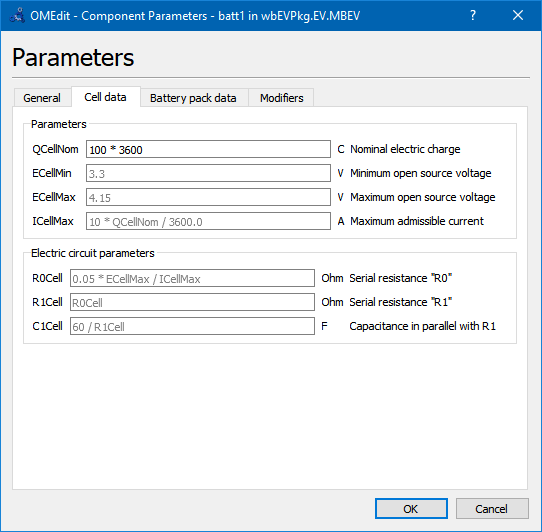 OMEdit - Component Parameters - batt1 in wbEVPkg.EV.MBEV
Parameters
General Cell data Battery pack data Modifiers
Parameters
QCellNom 100 * 3600 C Nominal electric charge
ECellMin 3.3 V Minimum open source voltage
ECellMax 4.15 V Maximum open source voltage
ICellMax 10 * QCellNom / 3600.0 A Maximum admissible current
Electric circuit parameters
R0Cell 0.05 * ECellMax / ICellMax Ohm Serial resistance "R0"
R1Cell R0Cell Ohm Serial resistance "R1"
C1Cell 60 / R1Cell F Capacitance in parallel with R1
OK Cancel